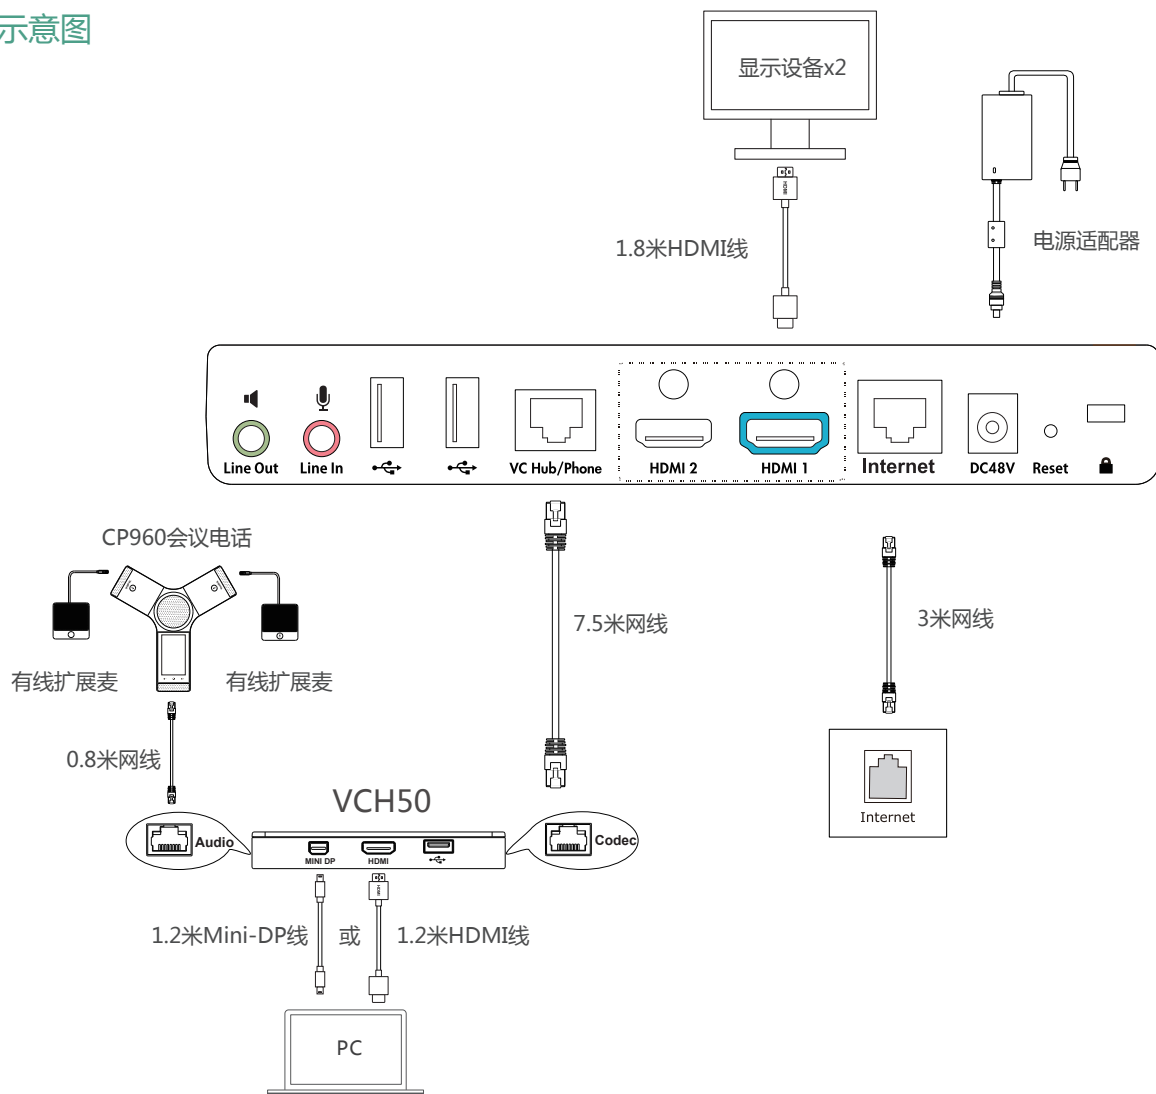 示意图
显示设备x2
1.8米HDMI线
电源适配器
HDMI
Line Out
Line In
VC Hub/Phone
HDMI 2
HDMI 1
Internet
DC48V
Reset
CP960会议电话
有线扩展麦
有线扩展麦
7.5米网线
3米网线
0.8米网线
VCH50
Audio
MINI DP
HDMI
Codec
Internet
HDMI
1.2米Mini-DP线
或
1.2米HDMI线
PC